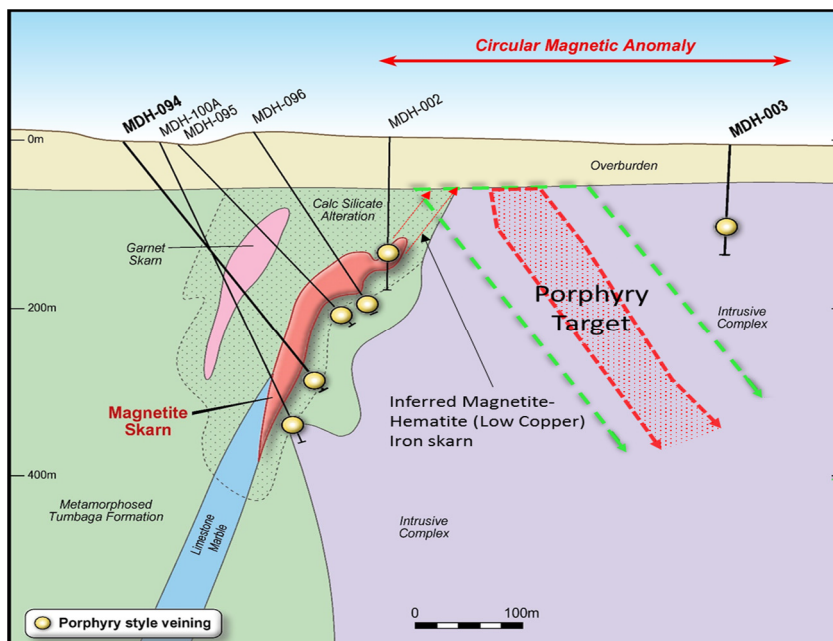 Circular Magnetic Anomaly
MDH-094
MDH-100A
MDH-095
MDH-096
MDH-002
MDH-003
0m
Overburden
Calc Silicate
Alteration
Garnet
Skarn
200m
Porphyry
Target
Intrusive
Complex
Magnetite
Skarn
Inferred Magnetite-
Hematite (Low Copper)
Iron skarn
400m
Metamorphosed
Tumbaga Formation
Limestone
Marble
Intrusive
Complex
Porphyry style veining
0
100m